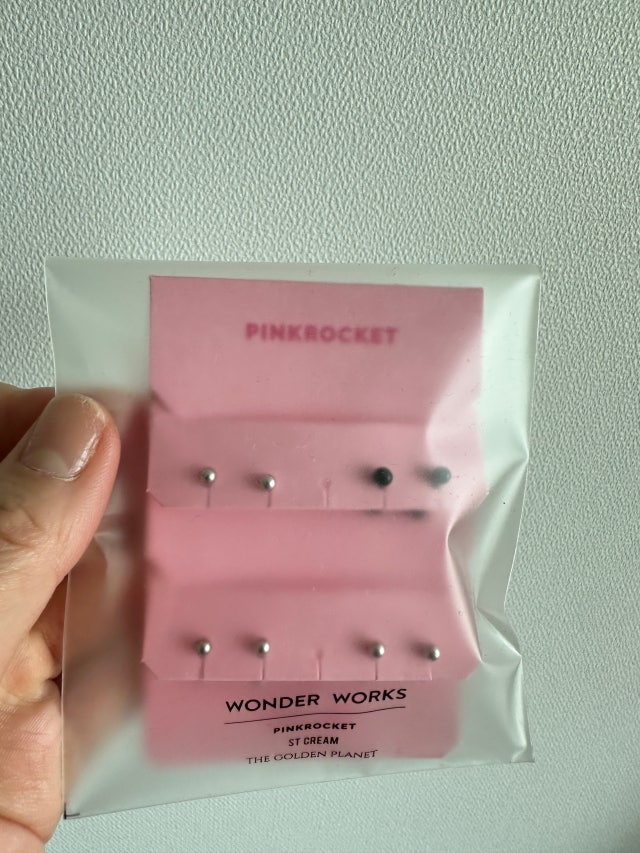 PINKROCKET
WONDER WORKS
PINKROCKET
ST CREAM
THE GOLDEN PLANET